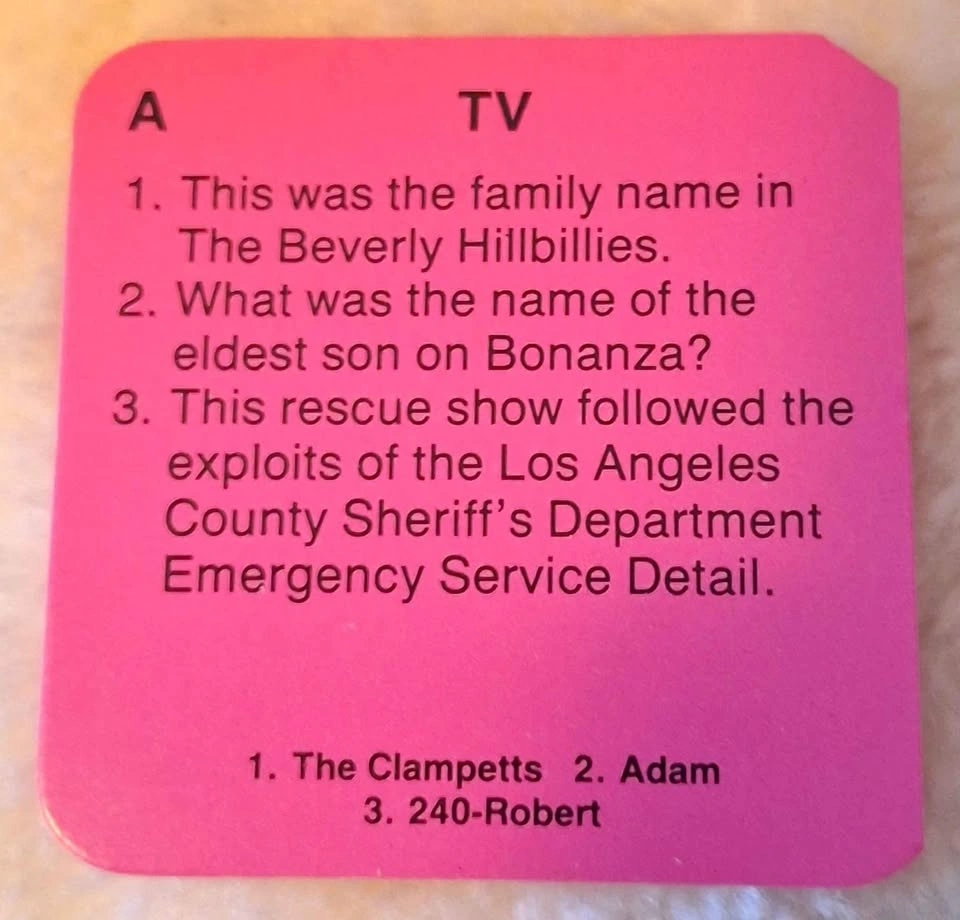 A TV
1. This was the family name in
The Beverly Hillbillies.
2. What was the name of the
eldest son on Bonanza?
3. This rescue show followed the
exploits of the Los Angeles
County Sheriff's Department
Emergency Service Detail.
1. The Clampetts 2. Adam
3. 240-Robert